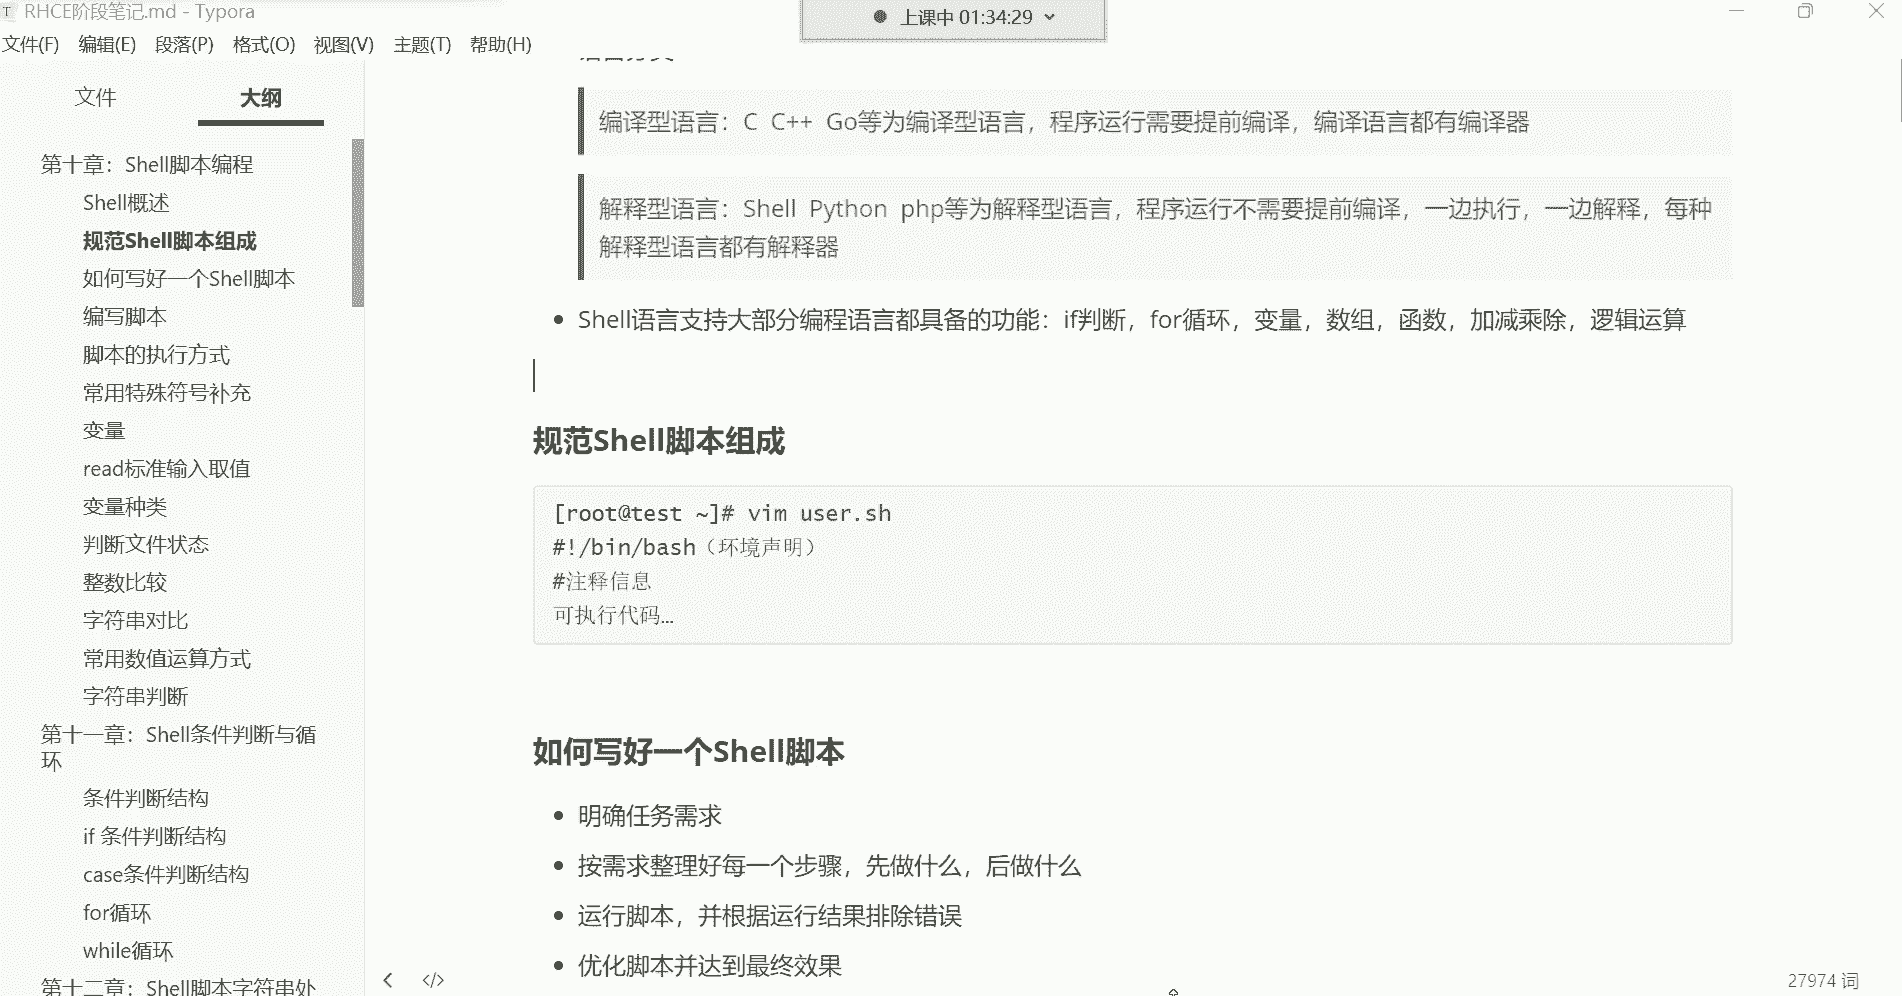 RHCE阶段笔记.md - Typora
上课中 01:34:29
文件(F) 编辑(E) 段落(P) 格式(O) 视图(V) 主题(T) 帮助(H)
文件 大纲
第十章：Shell脚本编程
Shell概述
规范Shell脚本组成
如何写好一个Shell脚本
编写脚本
脚本的执行方式
常用特殊符号补充
变量
read标准输入取值
变量种类
判断文件状态
整数比较
字符串对比
常用数值运算方式
字符串判断
第十一章：Shell条件判断与循
环
条件判断结构
if 条件判断结构
case条件判断结构
for循环
while循环
第十二章：Shell脚本字符串处
编译型语言：C C++ Go等为编译型语言，程序运行需要提前编译，编译语言都有编译器
解释型语言：Shell Python php等为解释型语言，程序运行不需要提前编译，一边执行，一边解释，每种
解释型语言都有解释器
Shell语言支持大部分编程语言都具备的功能：if判断，for循环，变量，数组，函数，加减乘除，逻辑运算
规范Shell脚本组成
[root@test ~]# vim user.sh
#!/bin/bash（环境声明）
#注释信息
可执行代码...
如何写好一个Shell脚本
明确任务需求
按需求整理好每一个步骤，先做什么，后做什么
运行脚本，并根据运行结果排除错误
优化脚本并达到最终效果
27974 词